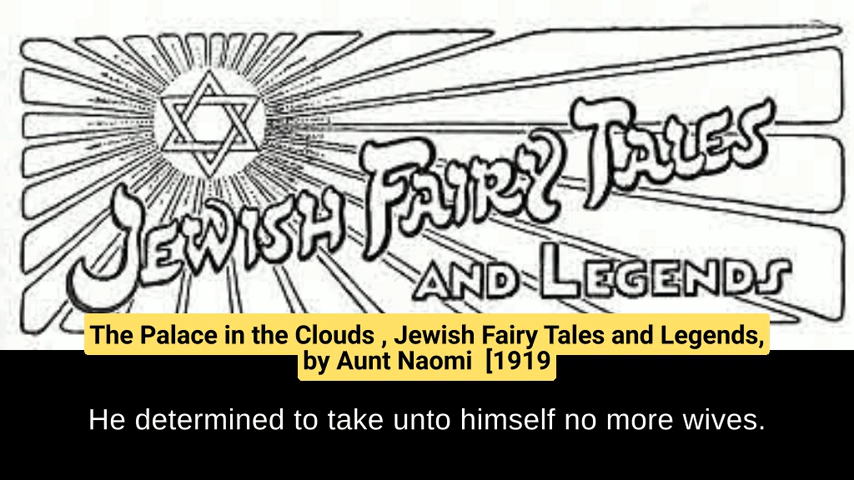 JEWISH FAIRY TALES
AND LEGENDS
The Palace in the Clouds , Jewish Fairy Tales and Legends,
by Aunt Naomi [1919
He determined to take unto himself no more wives.